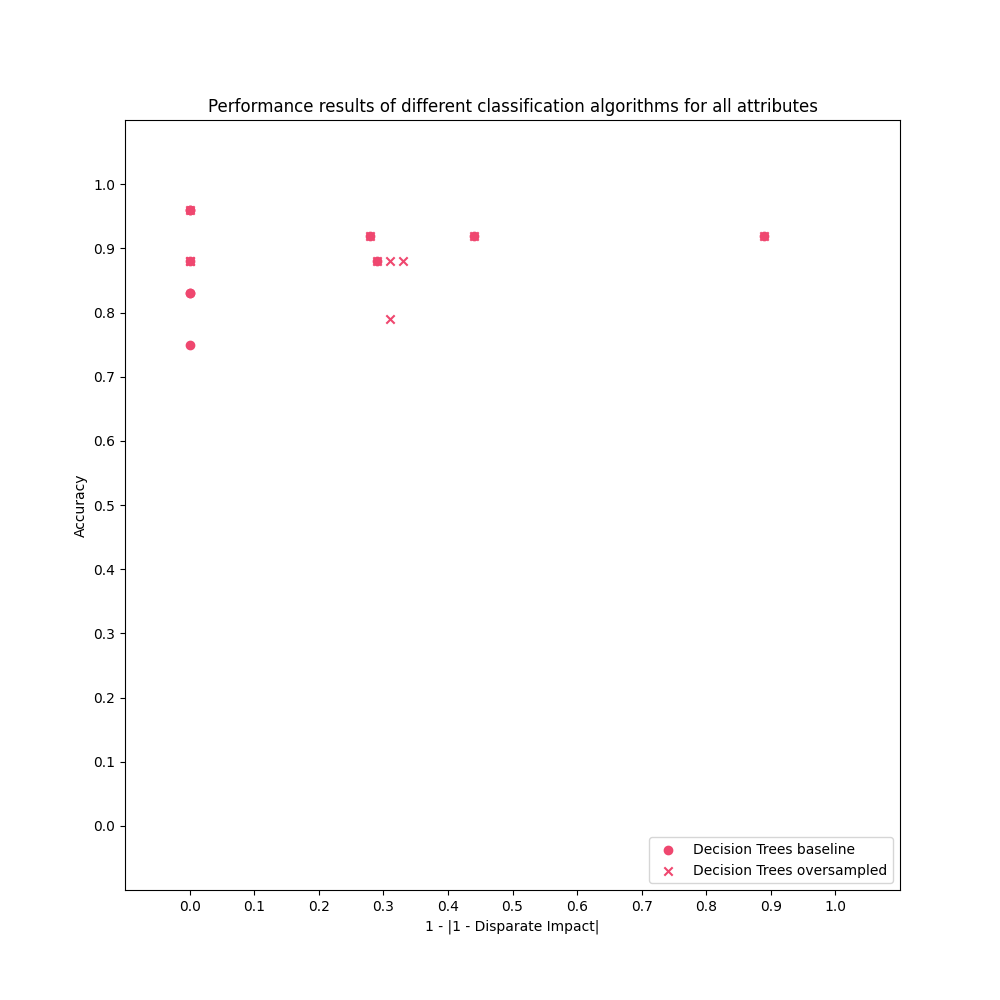 Performance results of different classification algorithms for all attributes
1.0
0.9
0.8
0.7
0.6
0.5
0.4
0.3
0.2
0.1
0.0
Accuracy
Decision Trees baseline
Decision Trees oversampled
0.0 0.1 0.2 0.3 0.4 0.5 0.6 0.7 0.8 0.9 1.0
1 - |1 - Disparate Impact|